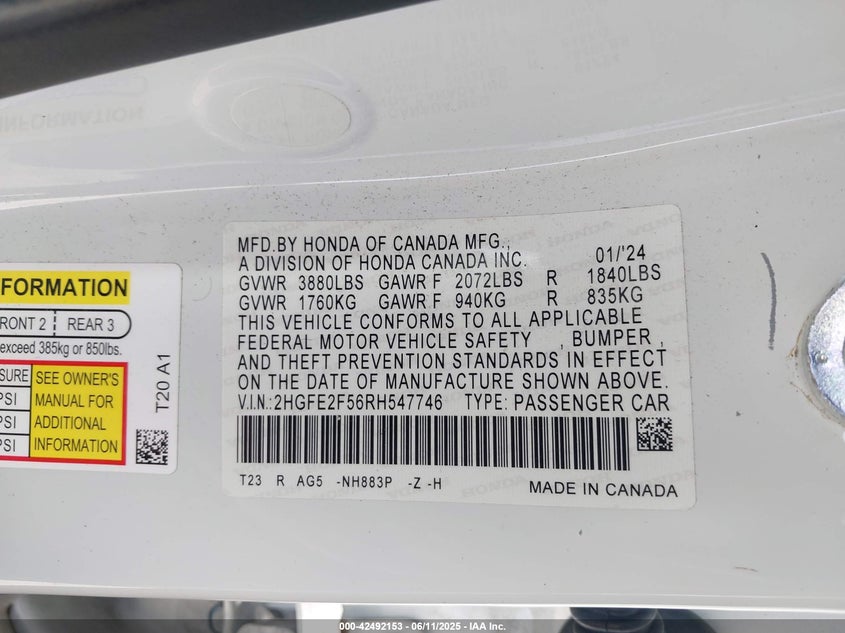 MFD.BY HONDA OF CANADA MFG.,
A DIVISION OF HONDA CANADA INC. 01/'24
GVWR 3880LBS GAWR F 2072LBS R 1840LBS
GVWR 1760KG GAWR F 940KG R 835KG
THIS VEHICLE CONFORMS TO ALL APPLICABLE
FEDERAL MOTOR VEHICLE SAFETY , BUMPER ,
AND THEFT PREVENTION STANDARDS IN EFFECT
ON THE DATE OF MANUFACTURE SHOWN ABOVE.
V.I.N.:2HGFE2F56RH547746 TYPE: PASSENGER CAR
T23 R AG5 -NH883P -Z -H
MADE IN CANADA
FORMATION
RONT 2 REAR 3
exceed 385kg or 850lbs.
SURE SEE OWNER'S
PSI MANUAL FOR
PSI ADDITIONAL
PSI INFORMATION
T20 A1
000-42492153 - 06/11/2025 - IAA Inc.